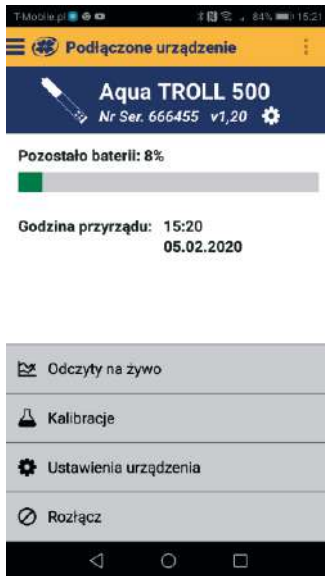 T-Mobile.pl 84% 15:21
Podłączone urządzenie
Aqua TROLL 500
Nr Ser. 666455 v1,20
Pozostało baterii: 8%
Godzina przyrządu: 15:20
05.02.2020
Odczyty na żywo
Kalibracje
Ustawienia urządzenia
Rozłącz